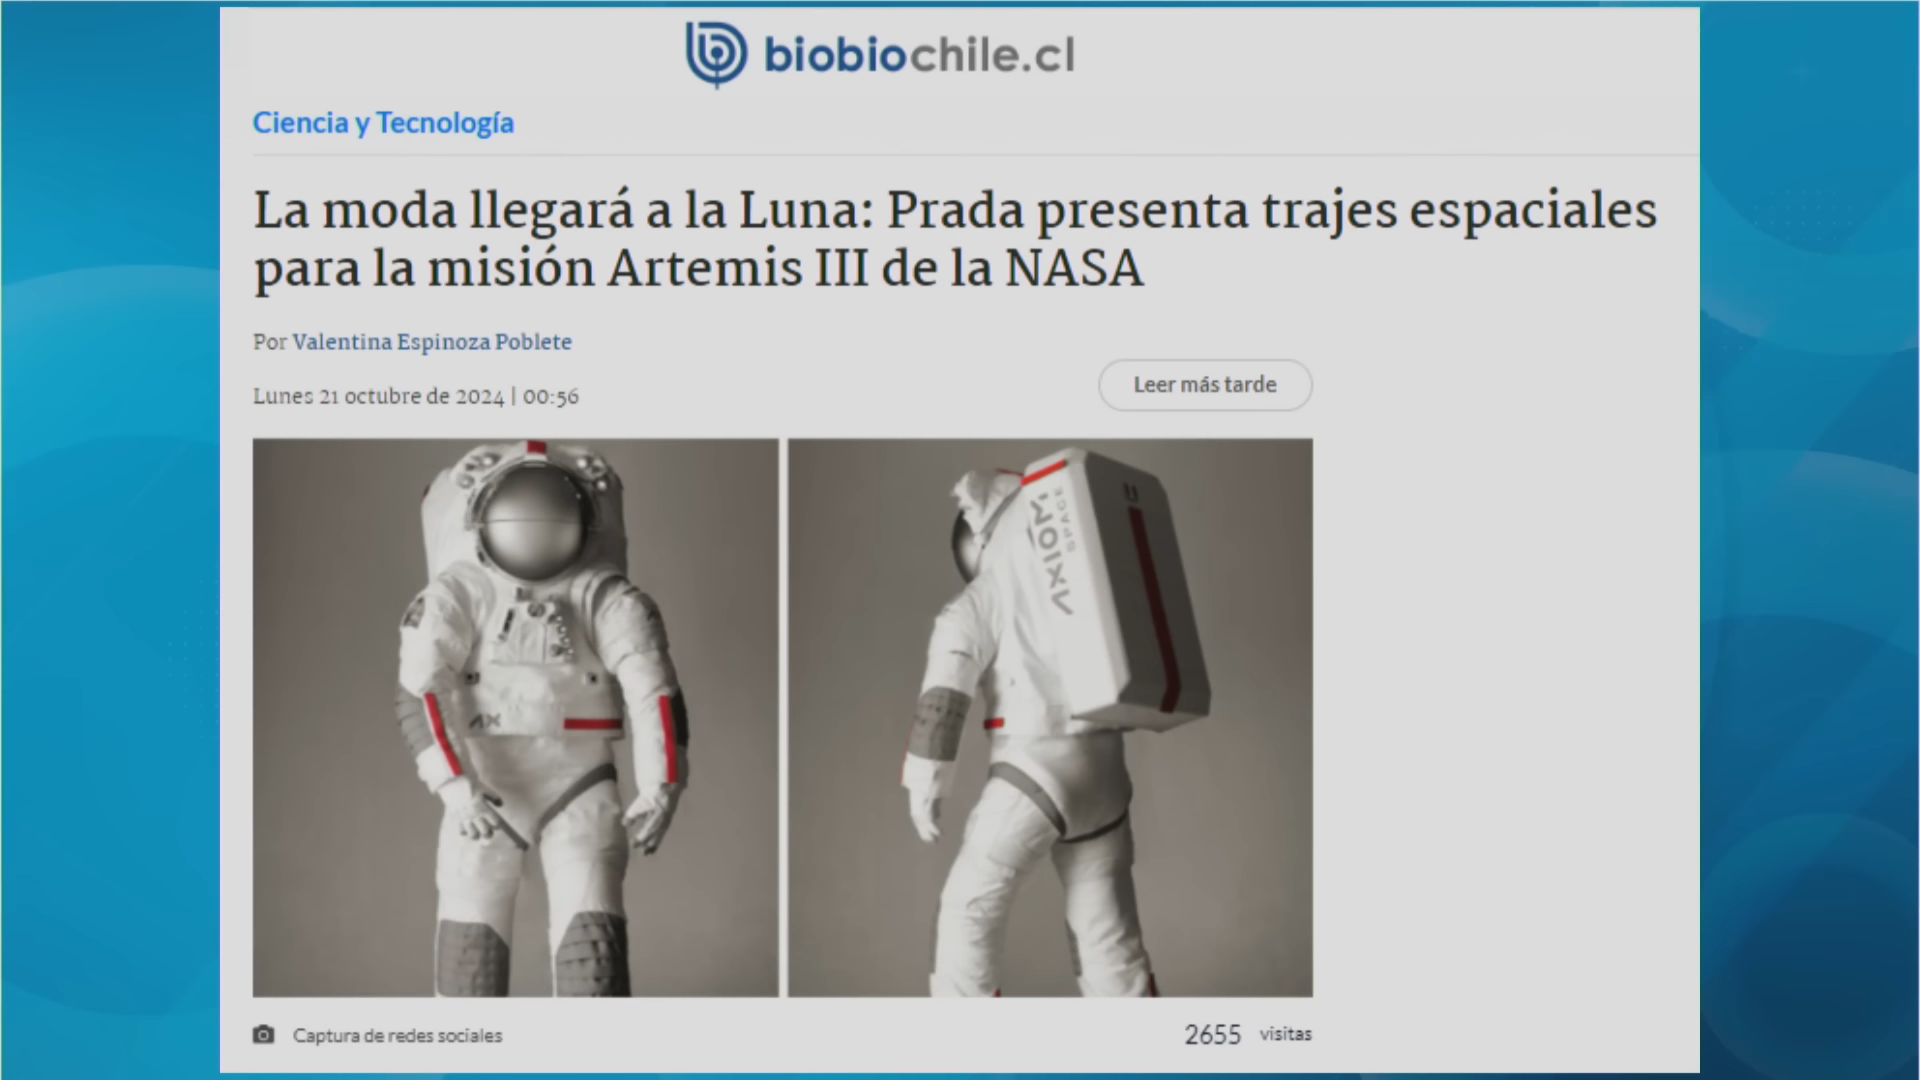 biobiochile.cl
Ciencia y Tecnología
La moda llegará a la Luna: Prada presenta trajes espaciales
para la misión Artemis III de la NASA
Por Valentina Espinoza Poblete
Lunes 21 octubre de 2024 | 00:56
Leer más tarde
AX
AXIOM
SPACE
Captura de redes sociales
2655 visitas